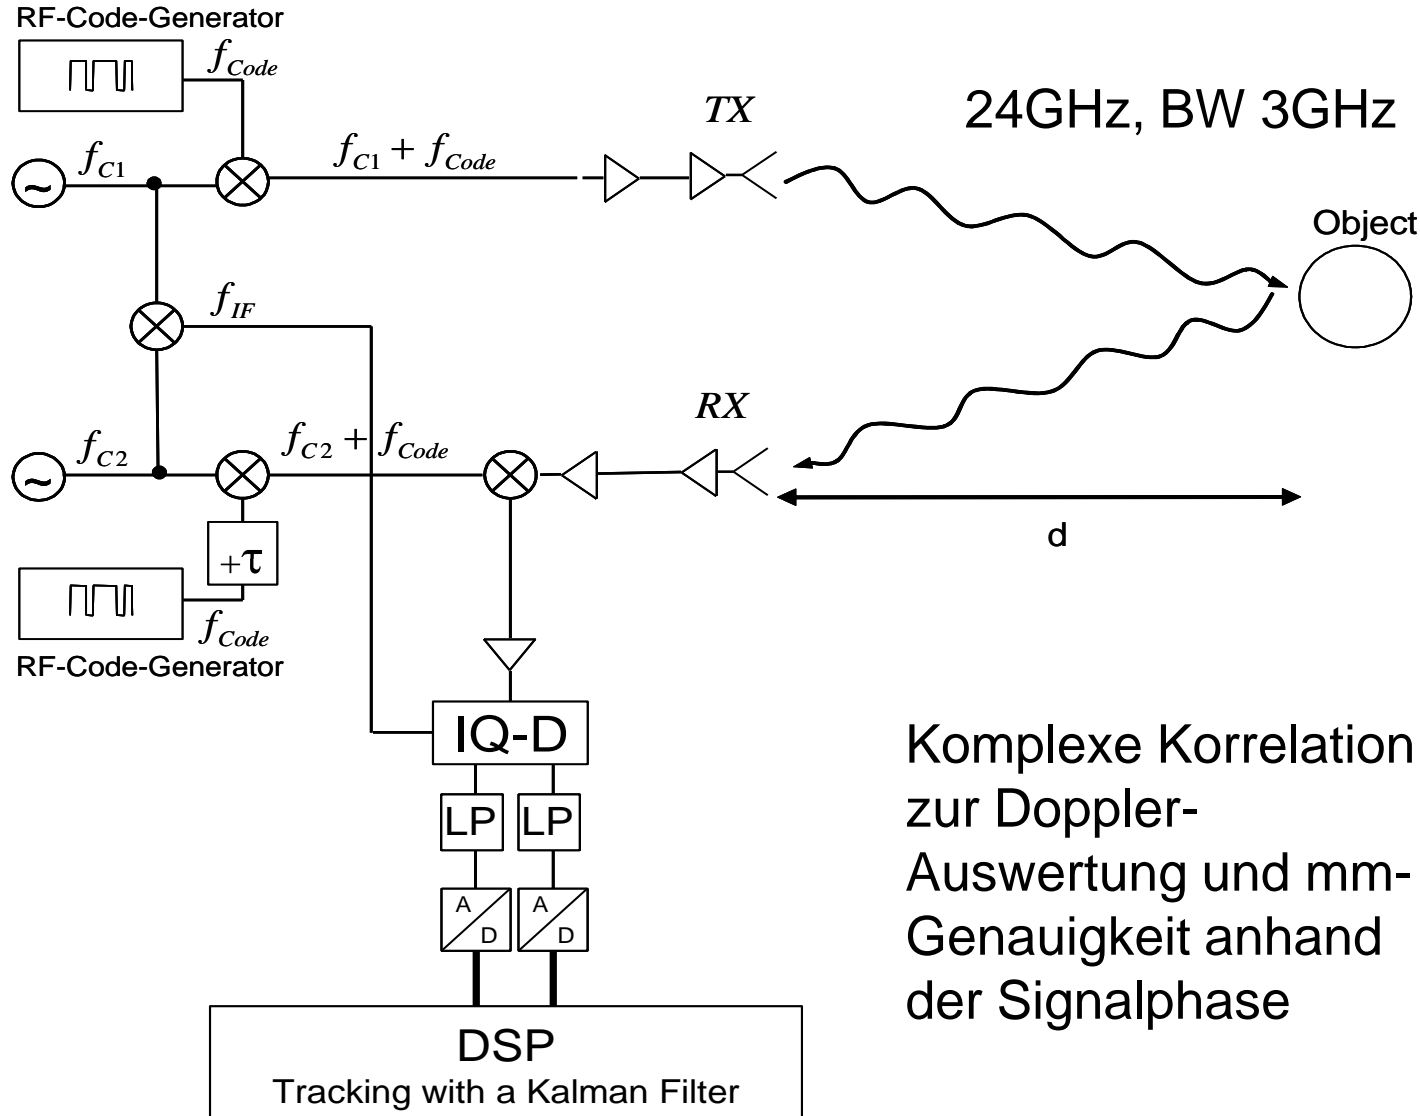 RF-Code-Generator
f_Code
24GHz, BW 3GHz
TX
f_C1
f_C1 + f_Code
~
Object
f_IF
RX
f_C2
f_C2 + f_Code
~
+τ
d
f_Code
RF-Code-Generator
IQ-D
LP LP
A D A D
Komplexe Korrelation
zur Doppler-
Auswertung und mm-
Genauigkeit anhand
der Signalphase
DSP
Tracking with a Kalman Filter